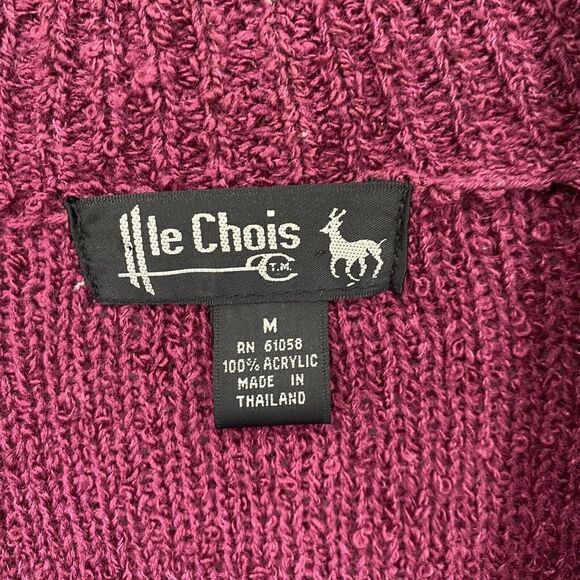 le Chois
T.M.
M
RN 61058
100% ACRYLIC
MADE IN
THAILAND